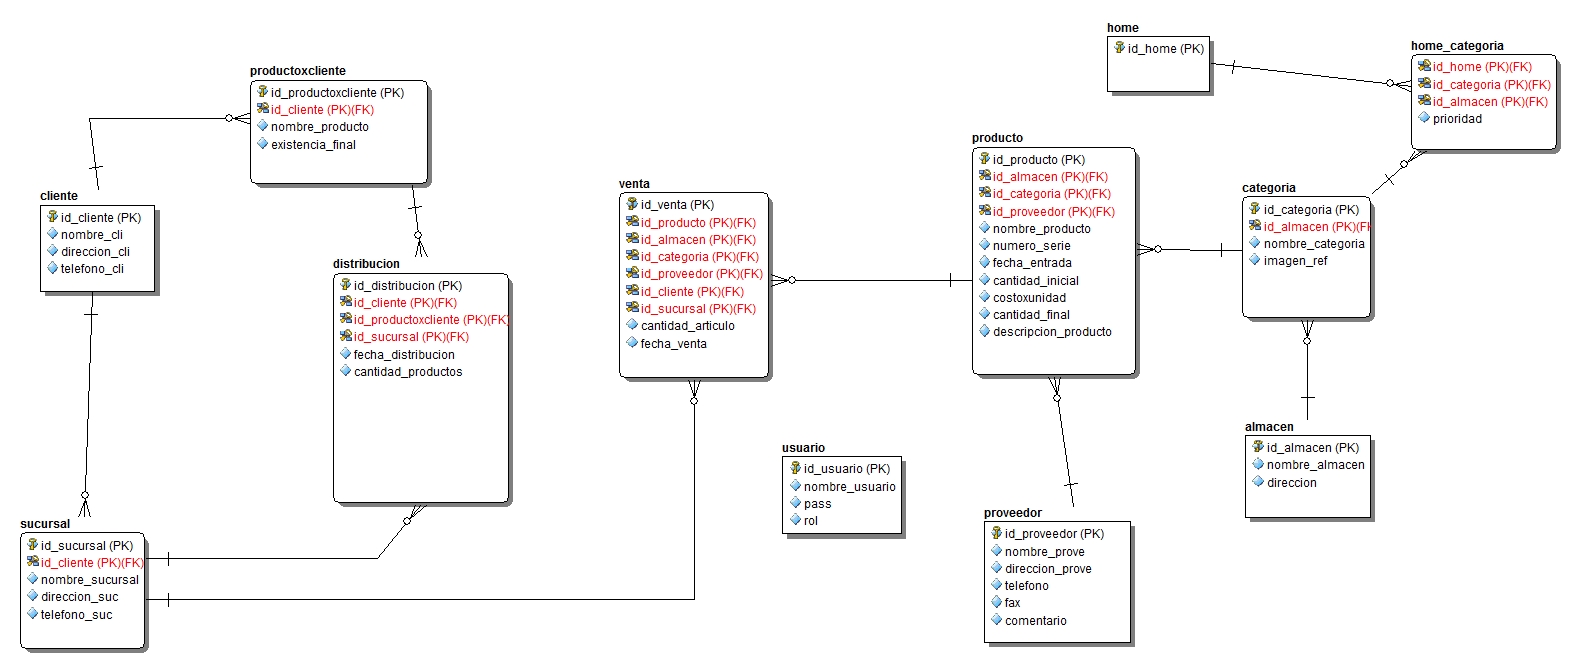 productoxcliente
id_productoxcliente (PK)
id_cliente (PK)(FK)
nombre_producto
existencia_final
cliente
id_cliente (PK)
nombre_cli
direccion_cli
telefono_cli
distribucion
id_distribucion (PK)
id_cliente (PK)(FK)
id_productoxcliente (PK)(FK)
id_sucursal (PK)(FK)
fecha_distribucion
cantidad_productos
sucursal
id_sucursal (PK)
id_cliente (PK)(FK)
nombre_sucursal
direccion_suc
telefono_suc
venta
id_venta (PK)
id_producto (PK)(FK)
id_almacen (PK)(FK)
id_categoria (PK)(FK)
id_proveedor (PK)(FK)
id_cliente (PK)(FK)
id_sucursal (PK)(FK)
cantidad_articulo
fecha_venta
usuario
id_usuario (PK)
nombre_usuario
pass
rol
producto
id_producto (PK)
id_almacen (PK)(FK)
id_categoria (PK)(FK)
id_proveedor (PK)(FK)
nombre_producto
numero_serie
fecha_entrada
cantidad_inicial
costoxunidad
cantidad_final
descripcion_producto
proveedor
id_proveedor (PK)
nombre_prove
direccion_prove
telefono
fax
comentario
home
id_home (PK)
home_categoria
id_home (PK)(FK)
id_categoria (PK)(FK)
id_almacen (PK)(FK)
prioridad
categoria
id_categoria (PK)
id_almacen (PK)(FK
nombre_categoria
imagen_ref
almacen
id_almacen (PK)
nombre_almacen
direccion